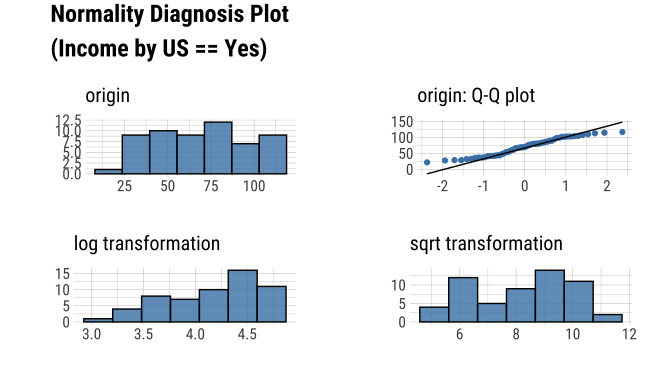 Normality Diagnosis Plot
(Income by US == Yes)
origin
12.5
10.0
7.5
5.0
2.5
0.0
25 50 75 100
origin: Q-Q plot
150
100
50
0
-2 -1 0 1 2
log transformation
15
10
5
0
3.0 3.5 4.0 4.5
sqrt transformation
10
5
0
6 8 10 12